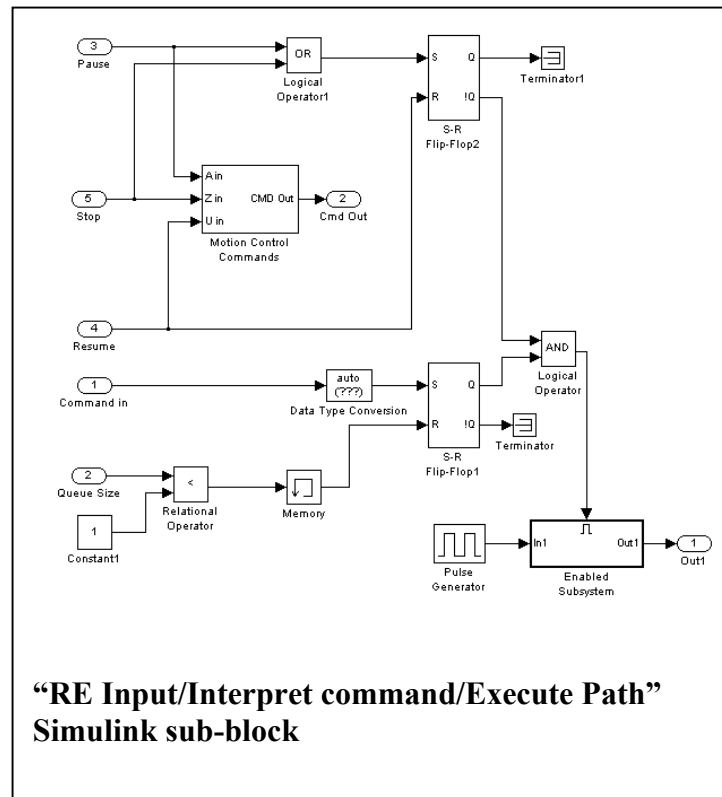 3
Pause
OR
Logical
Operator1
S
Q
R
!Q
S-R
Flip-Flop2
Terminator1
5
Stop
A in
Z in
U in
CMD Out
Motion Control
Commands
2
Cmd Out
4
Resume
1
Command in
auto
(???)
Data Type Conversion
S
Q
R
!Q
S-R
Flip-Flop1
AND
Logical
Operator
Terminator
2
Queue Size
<
Relational
Operator
Memory
1
Constant1
Pulse
Generator
In1
Out1
Enabled
Subsystem
1
Out1
“RE Input/Interpret command/Execute Path”
Simulink sub-block